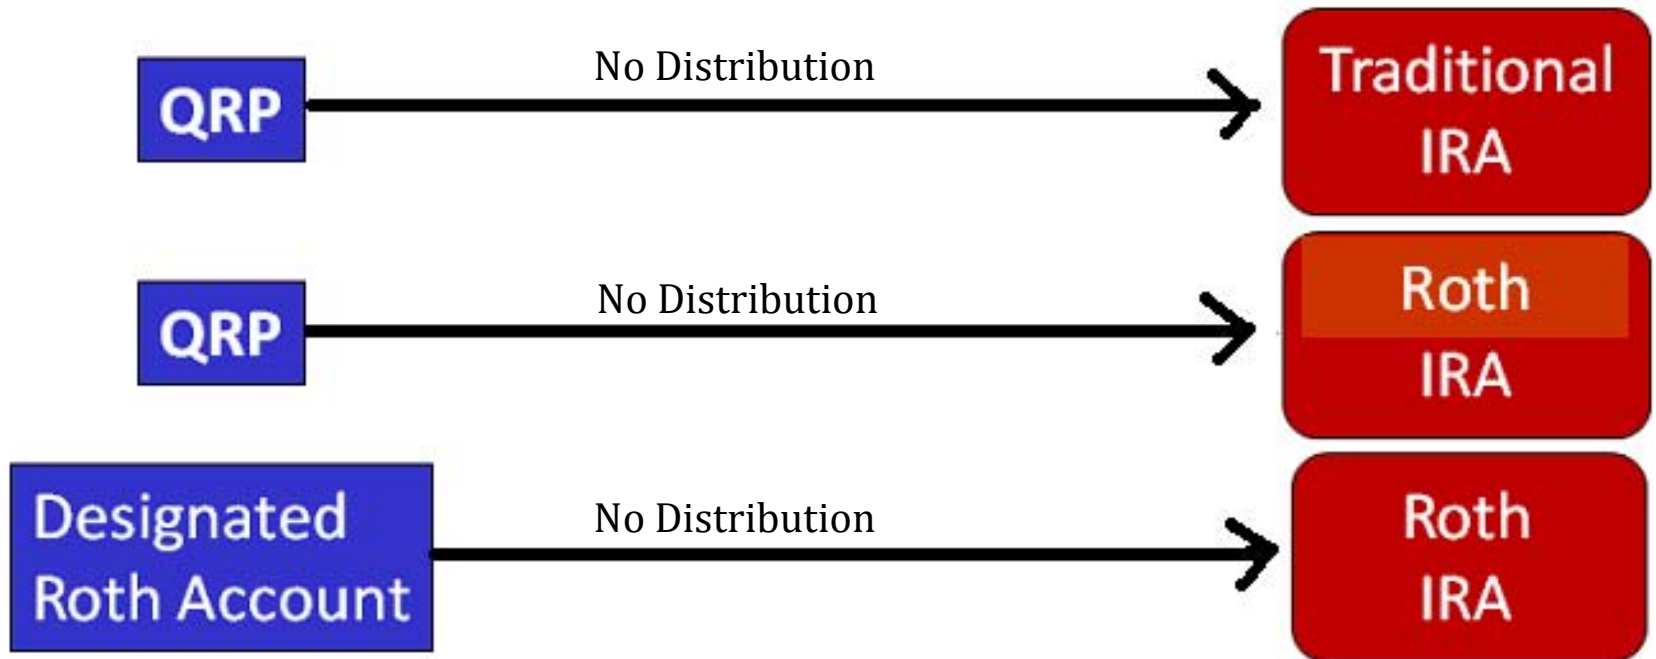 QRP
No Distribution
Traditional
IRA
QRP
No Distribution
Roth
IRA
Designated
Roth Account
No Distribution
Roth
IRA